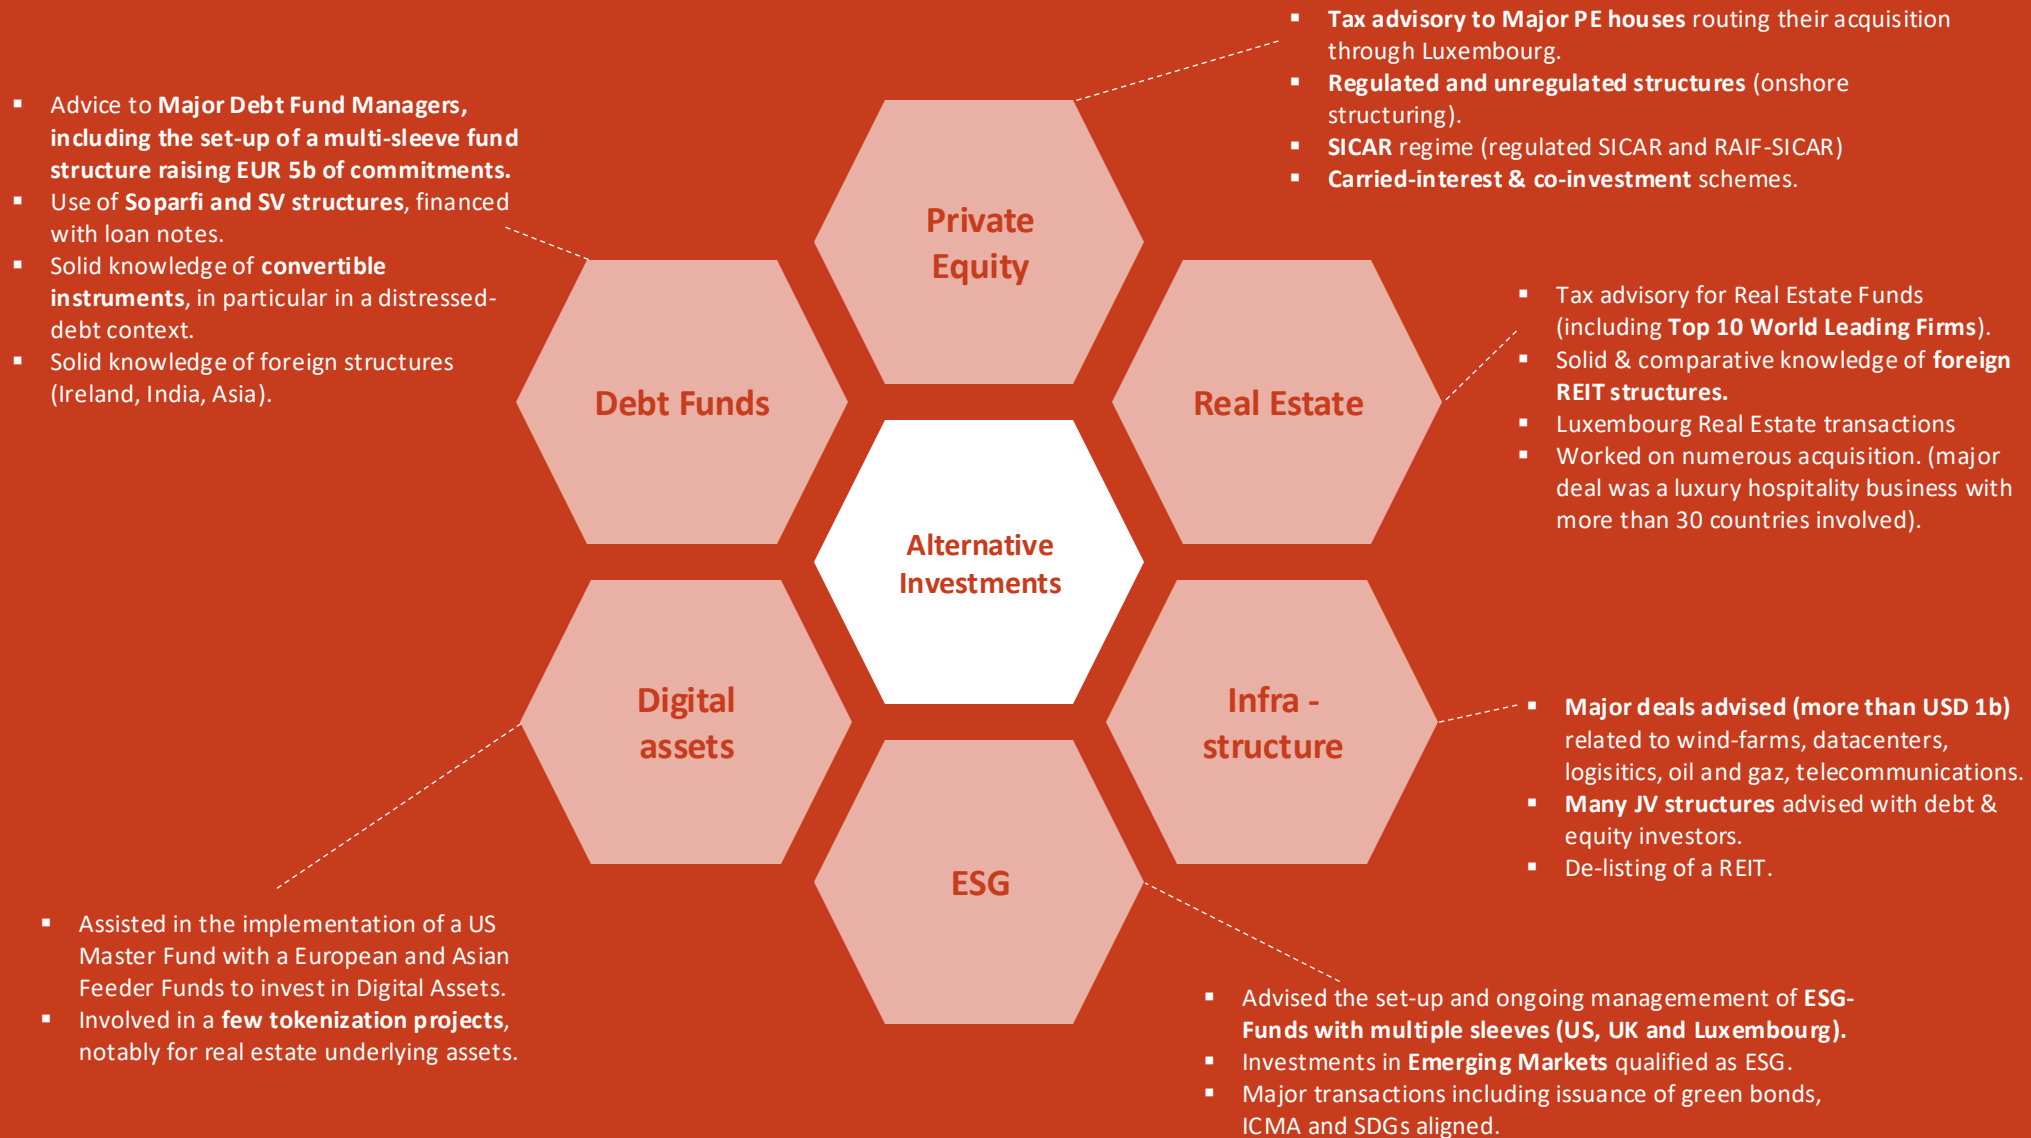 ▪ Tax advisory to Major PE houses routing their acquisition
through Luxembourg.
▪ Regulated and unregulated structures (onshore
structuring).
▪ SICAR regime (regulated SICAR and RAIF-SICAR)
▪ Carried-interest & co-investment schemes.
▪ Advice to Major Debt Fund Managers,
including the set-up of a multi-sleeve fund
structure raising EUR 5b of commitments.
▪ Use of Soparfi and SV structures, financed
with loan notes.
▪ Solid knowledge of convertible
instruments, in particular in a distressed-
debt context.
▪ Solid knowledge of foreign structures
(Ireland, India, Asia).
Private
Equity
Debt Funds
Real Estate
▪ Tax advisory for Real Estate Funds
(including Top 10 World Leading Firms).
▪ Solid & comparative knowledge of foreign
REIT structures.
▪ Luxembourg Real Estate transactions
▪ Worked on numerous acquisition. (major
deal was a luxury hospitality business with
more than 30 countries involved).
Alternative
Investments
Digital
assets
Infra -
structure
▪ Major deals advised (more than USD 1b)
related to wind-farms, datacenters,
logisitics, oil and gaz, telecommunications.
▪ Many JV structures advised with debt &
equity investors.
▪ De-listing of a REIT.
ESG
▪ Assisted in the implementation of a US
Master Fund with a European and Asian
Feeder Funds to invest in Digital Assets.
▪ Involved in a few tokenization projects,
notably for real estate underlying assets.
▪ Advised the set-up and ongoing managemement of ESG-
Funds with multiple sleeves (US, UK and Luxembourg).
▪ Investments in Emerging Markets qualified as ESG.
▪ Major transactions including issuance of green bonds,
ICMA and SDGs aligned.